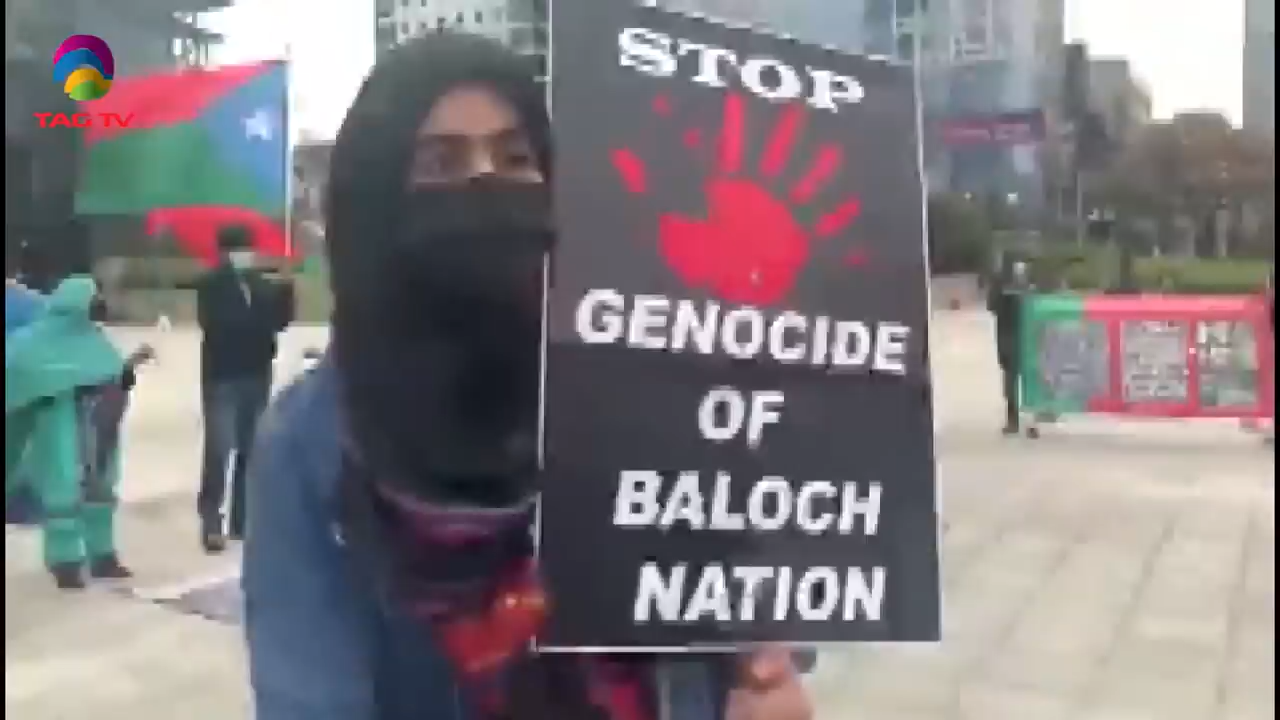 TAG TV
STOP
GENOCIDE
OF
BALOCH
NATION